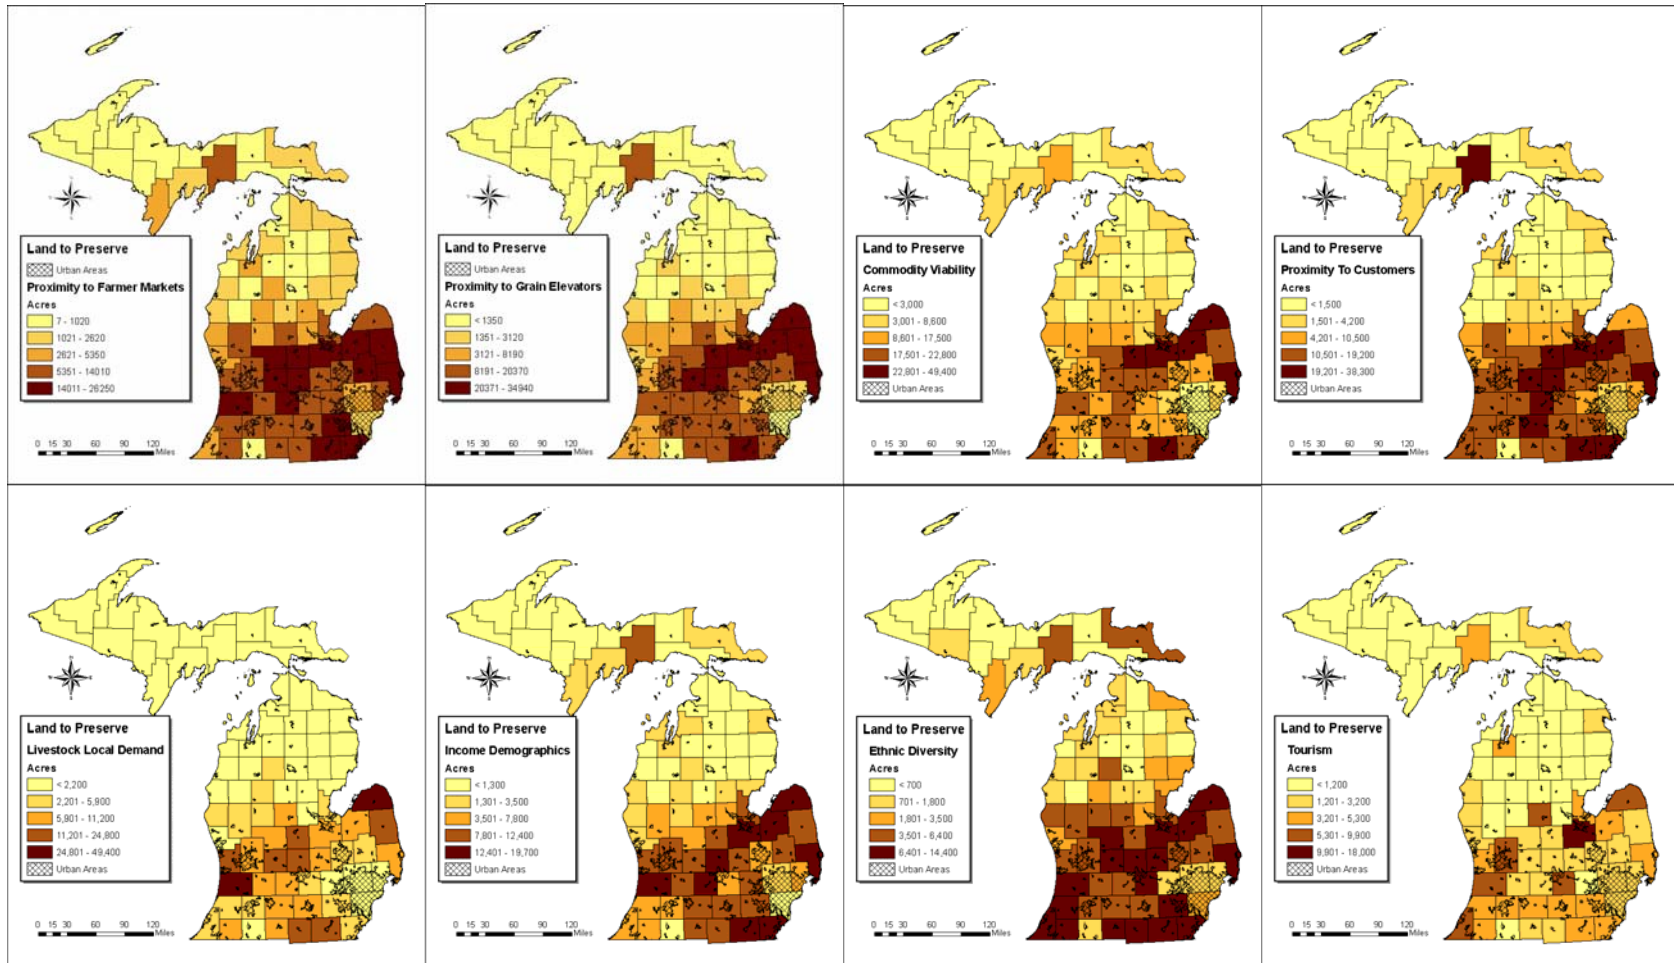 Land to Preserve
Urban Areas
Proximity to Farmer Markets
Acres
7 - 1020
1021 - 2620
2621 - 5350
5351 - 14010
14011 - 26250
0 15 30 60 90 120
Miles
Land to Preserve
Urban Areas
Proximity to Grain Elevators
Acres
< 1350
1351 - 3120
3121 - 8190
8191 - 20370
20371 - 34940
0 15 30 60 90 120
Miles
Land to Preserve
Commodity Viability
Acres
< 3,000
3,001 - 8,600
8,601 - 17,500
17,501 - 22,800
22,801 - 49,400
Urban Areas
0 15 30 60 90 120
Miles
Land to Preserve
Proximity To Customers
Acres
< 1,500
1,501 - 4,200
4,201 - 10,500
10,501 - 19,200
19,201 - 38,300
Urban Areas
0 15 30 60 90 120
Miles
Land to Preserve
Livestock Local Demand
Acres
< 2,200
2,201 - 5,900
5,901 - 11,200
11,201 - 24,800
24,801 - 49,400
Urban Areas
0 15 30 60 90 120
Miles
Land to Preserve
Income Demographics
Acres
< 1,300
1,301 - 3,500
3,501 - 7,800
7,801 - 12,400
12,401 - 19,700
Urban Areas
0 15 30 60 90 120
Miles
Land to Preserve
Ethnic Diversity
Acres
< 700
701 - 1,800
1,801 - 3,500
3,501 - 6,400
6,401 - 14,400
Urban Areas
0 15 30 60 90 120
Miles
Land to Preserve
Tourism
Acres
< 1,200
1,201 - 3,200
3,201 - 5,300
5,301 - 9,900
9,901 - 18,000
Urban Areas
0 15 30 60 90 120
Miles